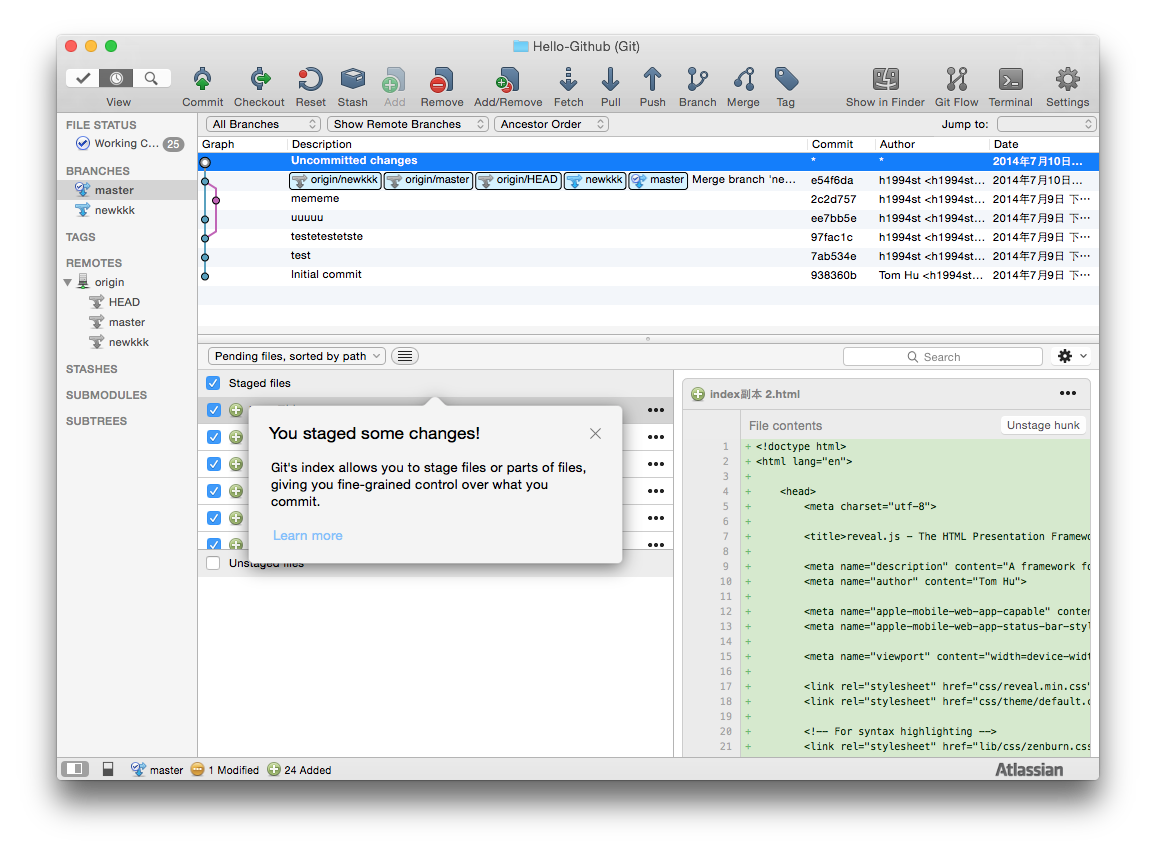 Hello-Github (Git)
View Commit Checkout Reset Stash Add Remove Add/Remove Fetch Pull Push Branch Merge Tag Show in Finder Git Flow Terminal Settings
FILE STATUS
Working C... 25
BRANCHES
master
newkkk
TAGS
REMOTES
origin
HEAD
master
newkkk
STASHES
SUBMODULES
SUBTREES
All Branches Show Remote Branches Ancestor Order Jump to:
Graph Description Commit Author Date
Uncommitted changes * * 2014年7月10日...
origin/newkkk origin/master origin/HEAD newkkk master Merge branch 'ne... e54f6da h1994st <h1994st... 2014年7月10日...
mememe 2c2d757 h1994st <h1994st... 2014年7月9日 下...
uuuuu ee7bb5e h1994st <h1994st... 2014年7月9日 下...
testetestetste 97fac1c h1994st <h1994st... 2014年7月9日 下...
test 7ab534e h1994st <h1994st... 2014年7月9日 下...
Initial commit 938360b Tom Hu <h1994st... 2014年7月9日 下...
Pending files, sorted by path Search
Staged files
You staged some changes!
Git's index allows you to stage files or parts of files,
giving you fine-grained control over what you
commit.
Learn more
Unstaged files
index副本 2.html
File contents Unstage hunk
1 + <!doctype html>
2 + <html lang="en">
3 +
4 + <head>
5 + <meta charset="utf-8">
6 +
7 + <title>reveal.js – The HTML Presentation Framewo
8 +
9 + <meta name="description" content="A framework fo
10 + <meta name="author" content="Tom Hu">
11 +
12 + <meta name="apple-mobile-web-app-capable" conten
13 + <meta name="apple-mobile-web-app-status-bar-styl
14 +
15 + <meta name="viewport" content="width=device-widt
16 +
17 + <link rel="stylesheet" href="css/reveal.min.css"
18 + <link rel="stylesheet" href="css/theme/default.c
19 +
20 + <!-- For syntax highlighting -->
21 + <link rel="stylesheet" href="lib/css/zenburn.css
master 1 Modified 24 Added Atlassian